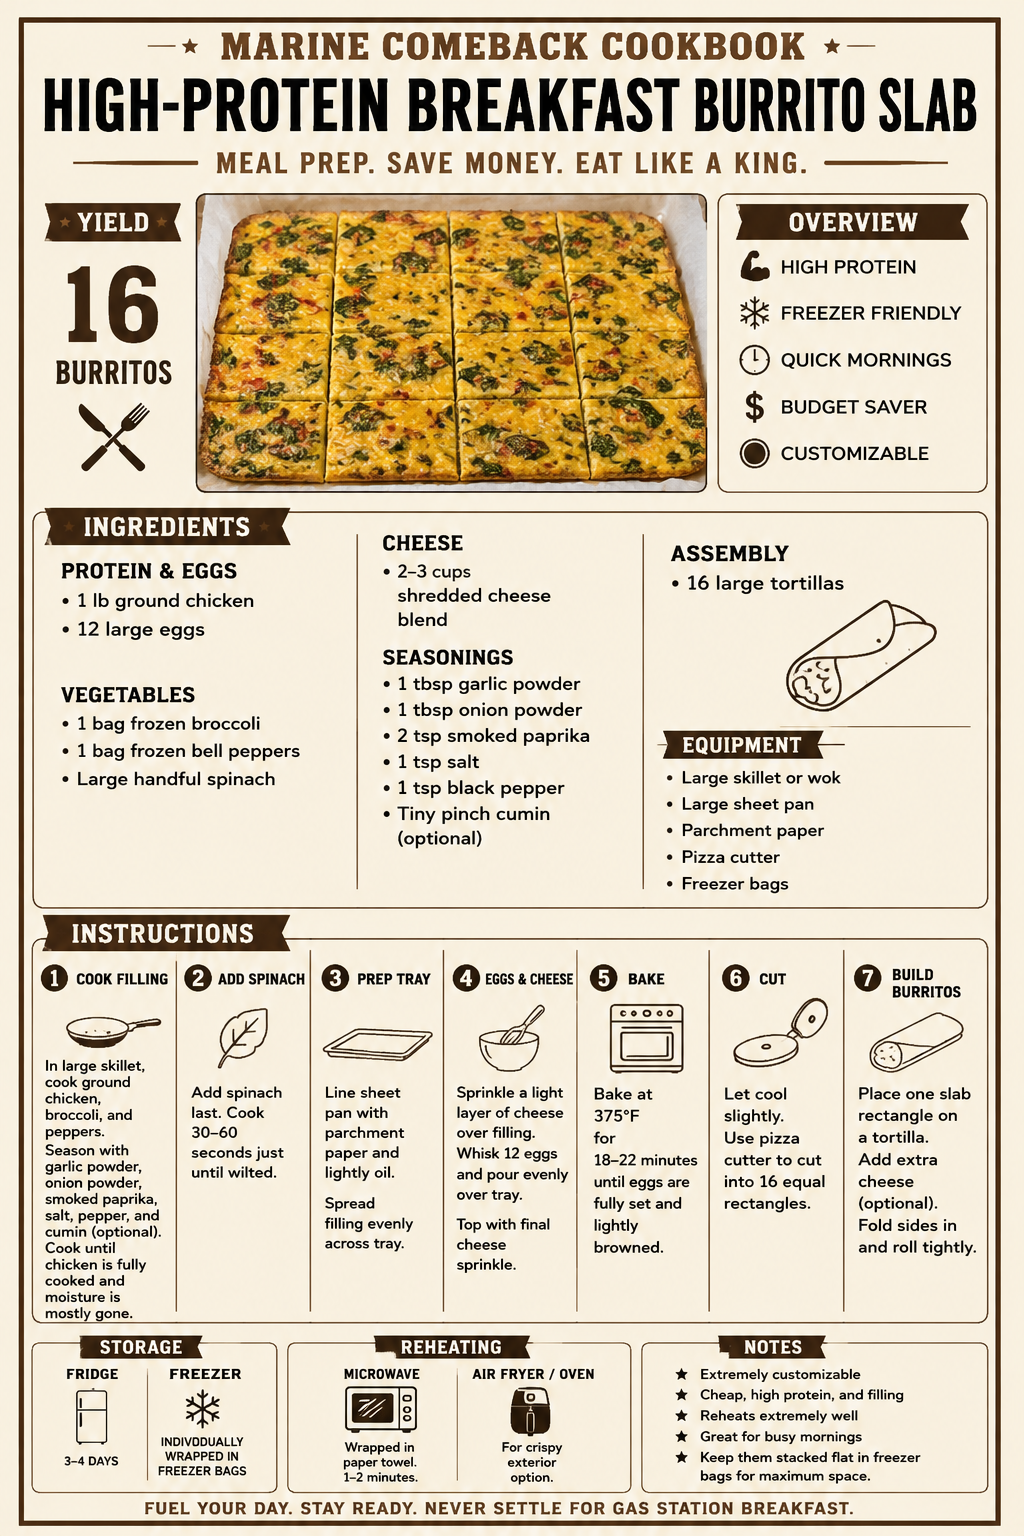 MARINE COMEBACK COOKBOOK
HIGH-PROTEIN BREAKFAST BURRITO SLAB
MEAL PREP. SAVE MONEY. EAT LIKE A KING.
YIELD
16
BURRITOS
OVERVIEW
HIGH PROTEIN
FREEZER FRIENDLY
QUICK MORNINGS
$ BUDGET SAVER
CUSTOMIZABLE
INGREDIENTS
PROTEIN & EGGS
• 1 lb ground chicken
• 12 large eggs
VEGETABLES
• 1 bag frozen broccoli
• 1 bag frozen bell peppers
• Large handful spinach
CHEESE
• 2–3 cups
shredded cheese
blend
SEASONINGS
• 1 tbsp garlic powder
• 1 tbsp onion powder
• 2 tsp smoked paprika
• 1 tsp salt
• 1 tsp black pepper
• Tiny pinch cumin
(optional)
ASSEMBLY
• 16 large tortillas
EQUIPMENT
• Large skillet or wok
• Large sheet pan
• Parchment paper
• Pizza cutter
• Freezer bags
INSTRUCTIONS
1 COOK FILLING
In large skillet,
cook ground
chicken,
broccoli, and
peppers.
Season with
garlic powder,
onion powder,
smoked paprika,
salt, pepper, and
cumin (optional).
Cook until
chicken is fully
cooked and
moisture is
mostly gone.
2 ADD SPINACH
Add spinach
last. Cook
30–60
seconds just
until wilted.
3 PREP TRAY
Line sheet
pan with
parchment
paper and
lightly oil.
Spread
filling evenly
across tray.
4 EGGS & CHEESE
Sprinkle a light
layer of cheese
over filling.
Whisk 12 eggs
and pour evenly
over tray.
Top with final
cheese
sprinkle.
5 BAKE
Bake at
375°F
for
18–22 minutes
until eggs are
fully set and
lightly
browned.
6 CUT
Let cool
slightly.
Use pizza
cutter to cut
into 16 equal
rectangles.
7 BUILD
BURRITOS
Place one slab
rectangle on
a tortilla.
Add extra
cheese
(optional).
Fold sides in
and roll tightly.
STORAGE
FRIDGE
3–4 DAYS
FREEZER
INDIVODUALLY
WRAPPED IN
FREEZER BAGS
REHEATING
MICROWAVE
Wrapped in
paper towel.
1–2 minutes.
AIR FRYER / OVEN
For crispy
exterior
option.
NOTES
★ Extremely customizable
★ Cheap, high protein, and filling
★ Reheats extremely well
★ Great for busy mornings
★ Keep them stacked flat in freezer
bags for maximum space.
FUEL YOUR DAY. STAY READY. NEVER SETTLE FOR GAS STATION BREAKFAST.